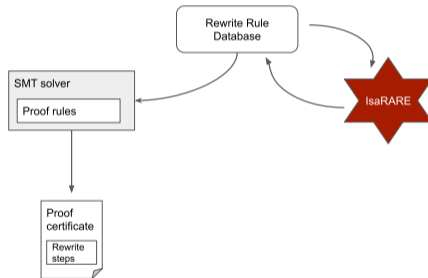 Rewrite Rule
Database
SMT solver
Proof rules
IsaRARE
Proof
certificate
Rewrite
steps